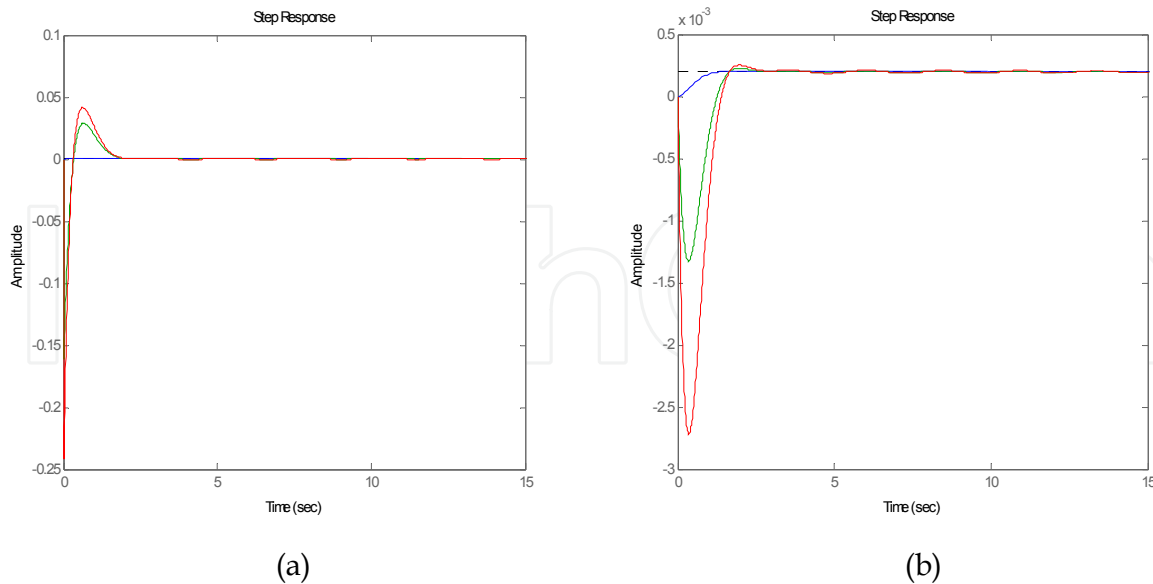 Step Response
0.1
0.05
0
-0.05
-0.1
-0.15
-0.2
-0.25
Amplitude
0 5 10 15
Time (sec)
(a)
x 10-3
Step Response
0.5
0
-0.5
-1
-1.5
-2
-2.5
-3
Amplitude
0 5 10 15
Time (sec)
(b)